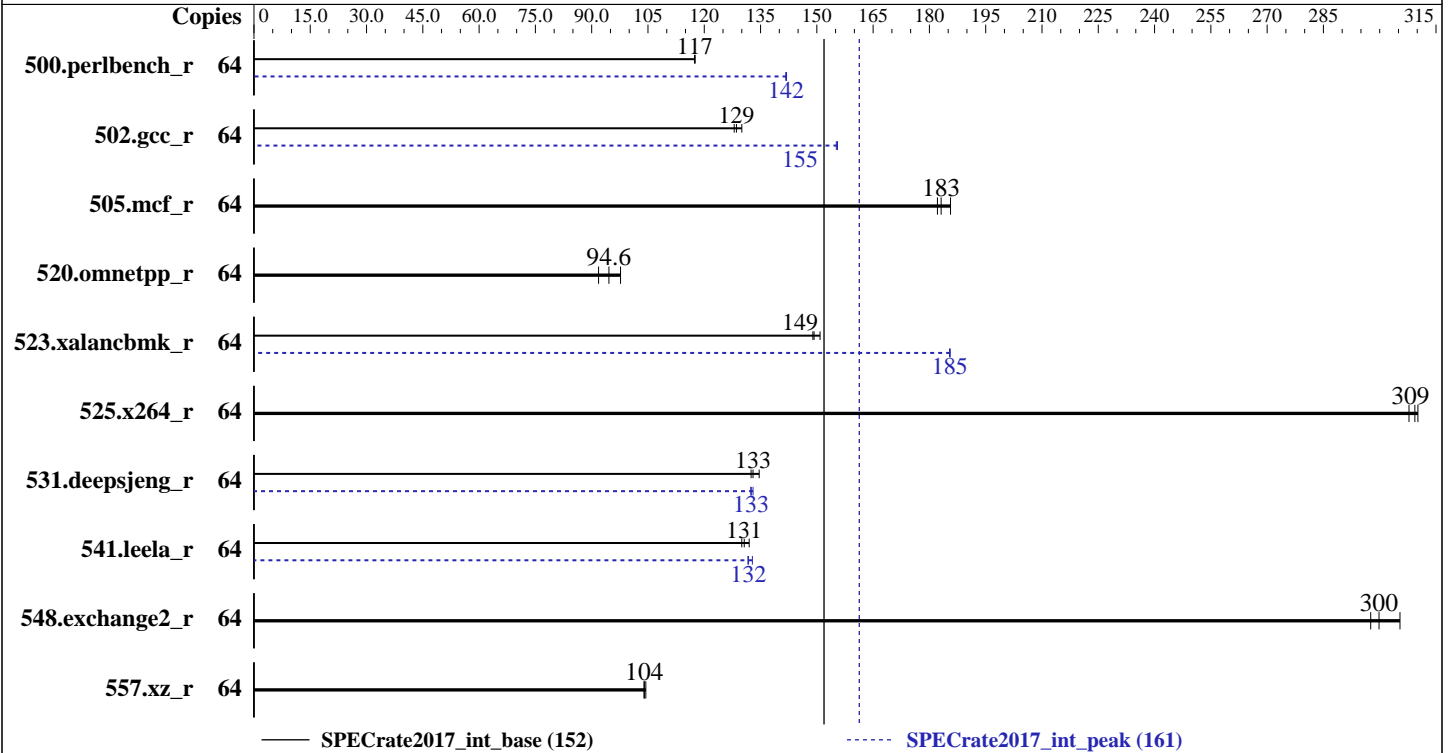 Copies 0 15.0 30.0 45.0 60.0 75.0 90.0 105 120 135 150 165 180 195 210 225 240 255 270 285 315
500.perlbench_r 64 117
142
502.gcc_r 64 129
155
505.mcf_r 64 183
520.omnetpp_r 64 94.6
523.xalancbmk_r 64 149
185
525.x264_r 64 309
531.deepsjeng_r 64 133
133
541.leela_r 64 131
132
548.exchange2_r 64 300
557.xz_r 64 104
SPECrate2017_int_base (152) SPECrate2017_int_peak (161)